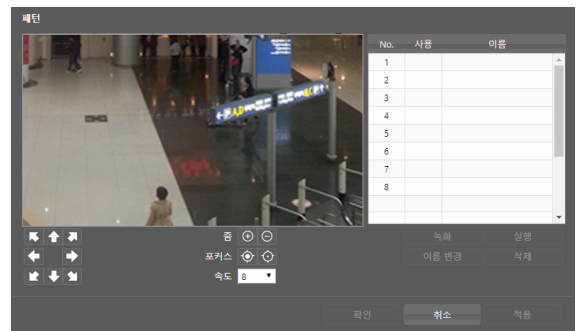 패턴
No. 사용 이름
1
2
3
4
5
6
7
8
A,D
B,C
줌
포커스
속도 8
녹화 실행
이름 변경 삭제
확인 취소 적용